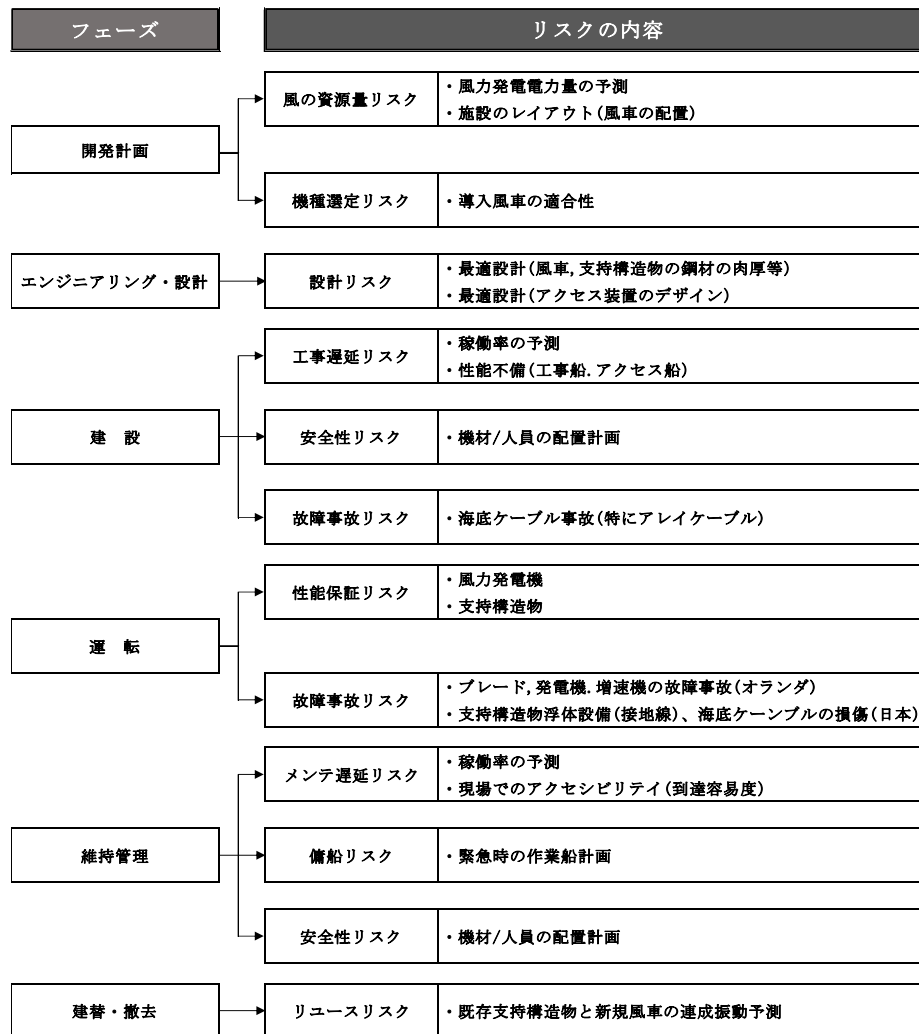 フェーズ
リスクの内容
風の資源量リスク
・風力発電電力量の予測
・施設のレイアウト(風車の配置)
開発計画
機種選定リスク
・導入風車の適合性
エンジニアリング・設計
設計リスク
・最適設計(風車,支持構造物の鋼材の肉厚等)
・最適設計(アクセス装置のデザイン)
工事遅延リスク
・稼働率の予測
・性能不備(工事船.アクセス船)
建　設
安全性リスク
・機材/人員の配置計画
故障事故リスク
・海底ケーブル事故(特にアレイケーブル)
性能保証リスク
・風力発電機
・支持構造物
運　転
故障事故リスク
・ブレード,発電機.増速機の故障事故(オランダ)
・支持構造物浮体設備(接地線)、海底ケーンブルの損傷(日本)
メンテ遅延リスク
・稼働率の予測
・現場でのアクセシビリテイ(到達容易度)
維持管理
傭船リスク
・緊急時の作業船計画
安全性リスク
・機材/人員の配置計画
建替・撤去
リユースリスク
・既存支持構造物と新規風車の連成振動予測